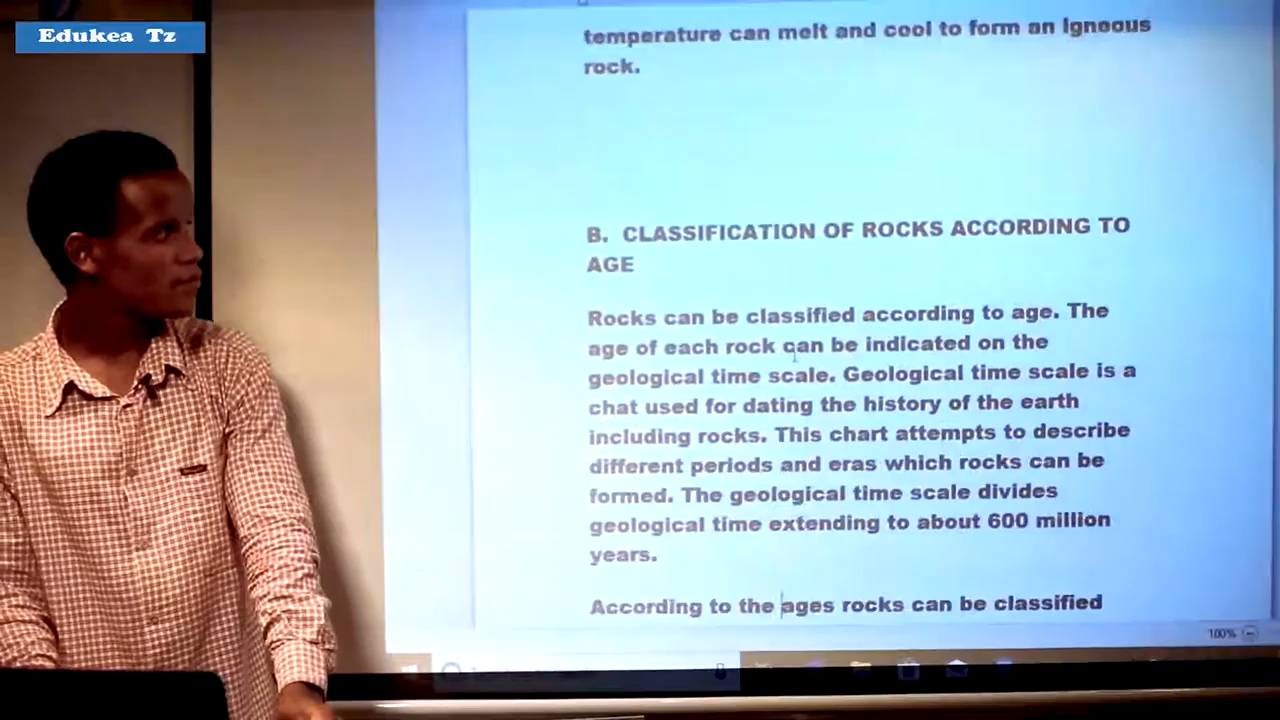 Edukea Tz
temperature can melt and cool to form an Igneous
rock.
B. CLASSIFICATION OF ROCKS ACCORDING TO
AGE
Rocks can be classified according to age. The
age of each rock can be indicated on the
geological time scale. Geological time scale is a
chat used for dating the history of the earth
including rocks. This chart attempts to describe
different periods and eras which rocks can be
formed. The geological time scale divides
geological time extending to about 600 million
years.
According to the ages rocks can be classified
100%